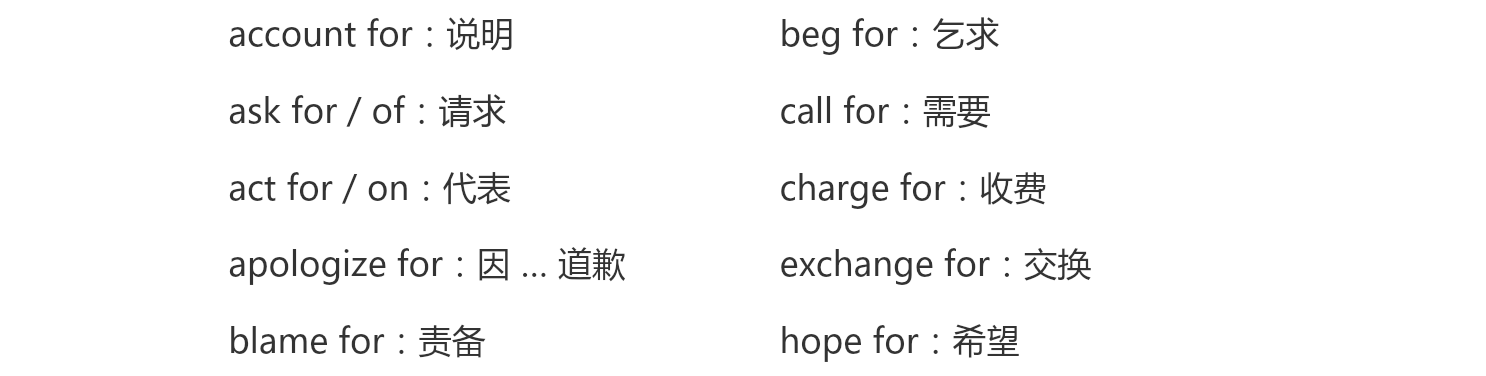 account for：说明
ask for / of：请求
act for / on：代表
apologize for：因 ... 道歉
blame for：责备
beg for：乞求
call for：需要
charge for：收费
exchange for：交换
hope for：希望